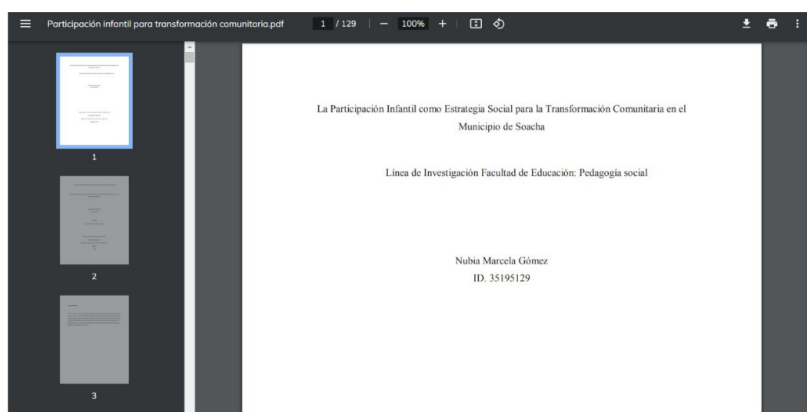 Participación infantil para transformación comunitaria.pdf
1 / 129
100%
1
2
3
La Participación Infantil como Estrategia Social para la Transformación Comunitaria en el
Municipio de Soacha
Línea de Investigación Facultad de Educación: Pedagogía social
Nubia Marcela Gómez
ID. 35195129